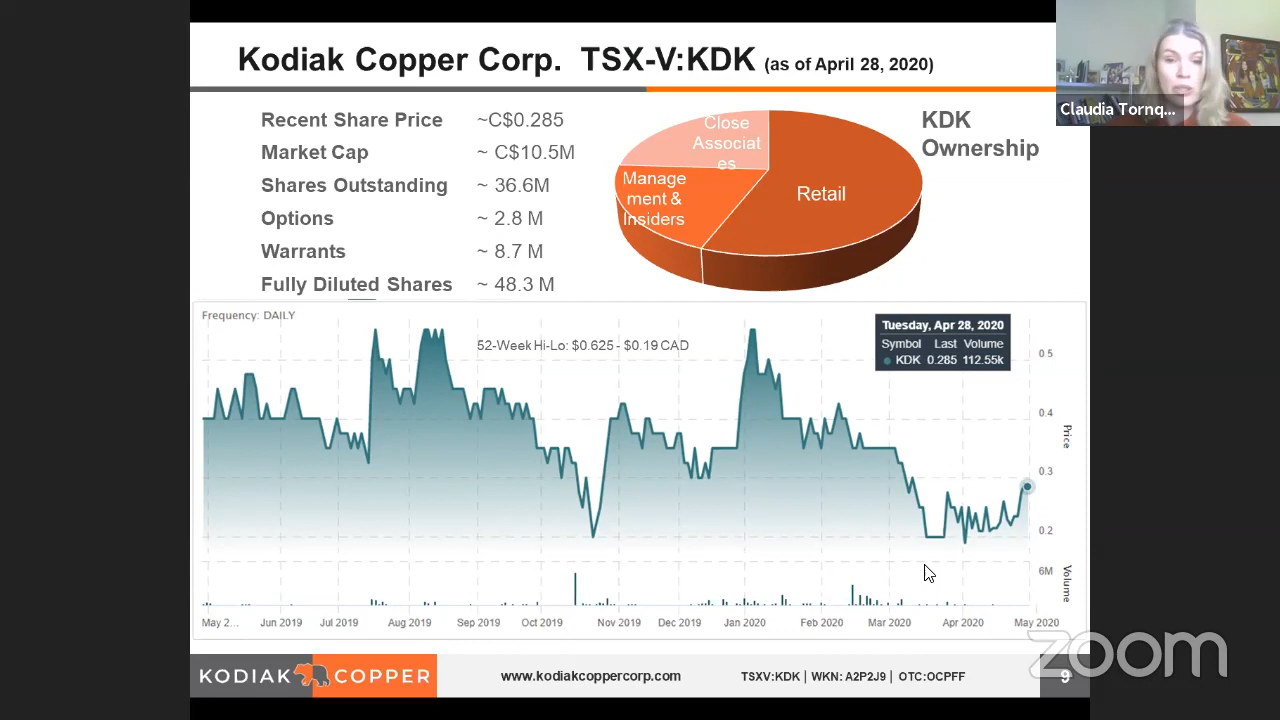 Kodiak Copper Corp. TSX-V:KDK (as of April 28, 2020)
Claudia Tornq...
Recent Share Price ~C$0.285
Market Cap ~ C$10.5M
Shares Outstanding ~ 36.6M
Options ~ 2.8 M
Warrants ~ 8.7 M
Fully Diluted Shares ~ 48.3 M
Close
Associat
es
Manage
ment &
Insiders
Retail
KDK
Ownership
Frequency: DAILY
52-Week Hi-Lo: $0.625 - $0.19 CAD
Tuesday, Apr 28, 2020
Symbol Last Volume
KDK 0.285 112.55k
0.5
0.4
Price
0.3
0.2
6M
Volume
May 2... Jun 2019 Jul 2019 Aug 2019 Sep 2019 Oct 2019 Nov 2019 Dec 2019 Jan 2020 Feb 2020 Mar 2020 Apr 2020 May 2020
KODIAK COPPER
www.kodiakcoppercorp.com
TSXV:KDK | WKN: A2P2J9 | OTC:OCPFF
9
zoom